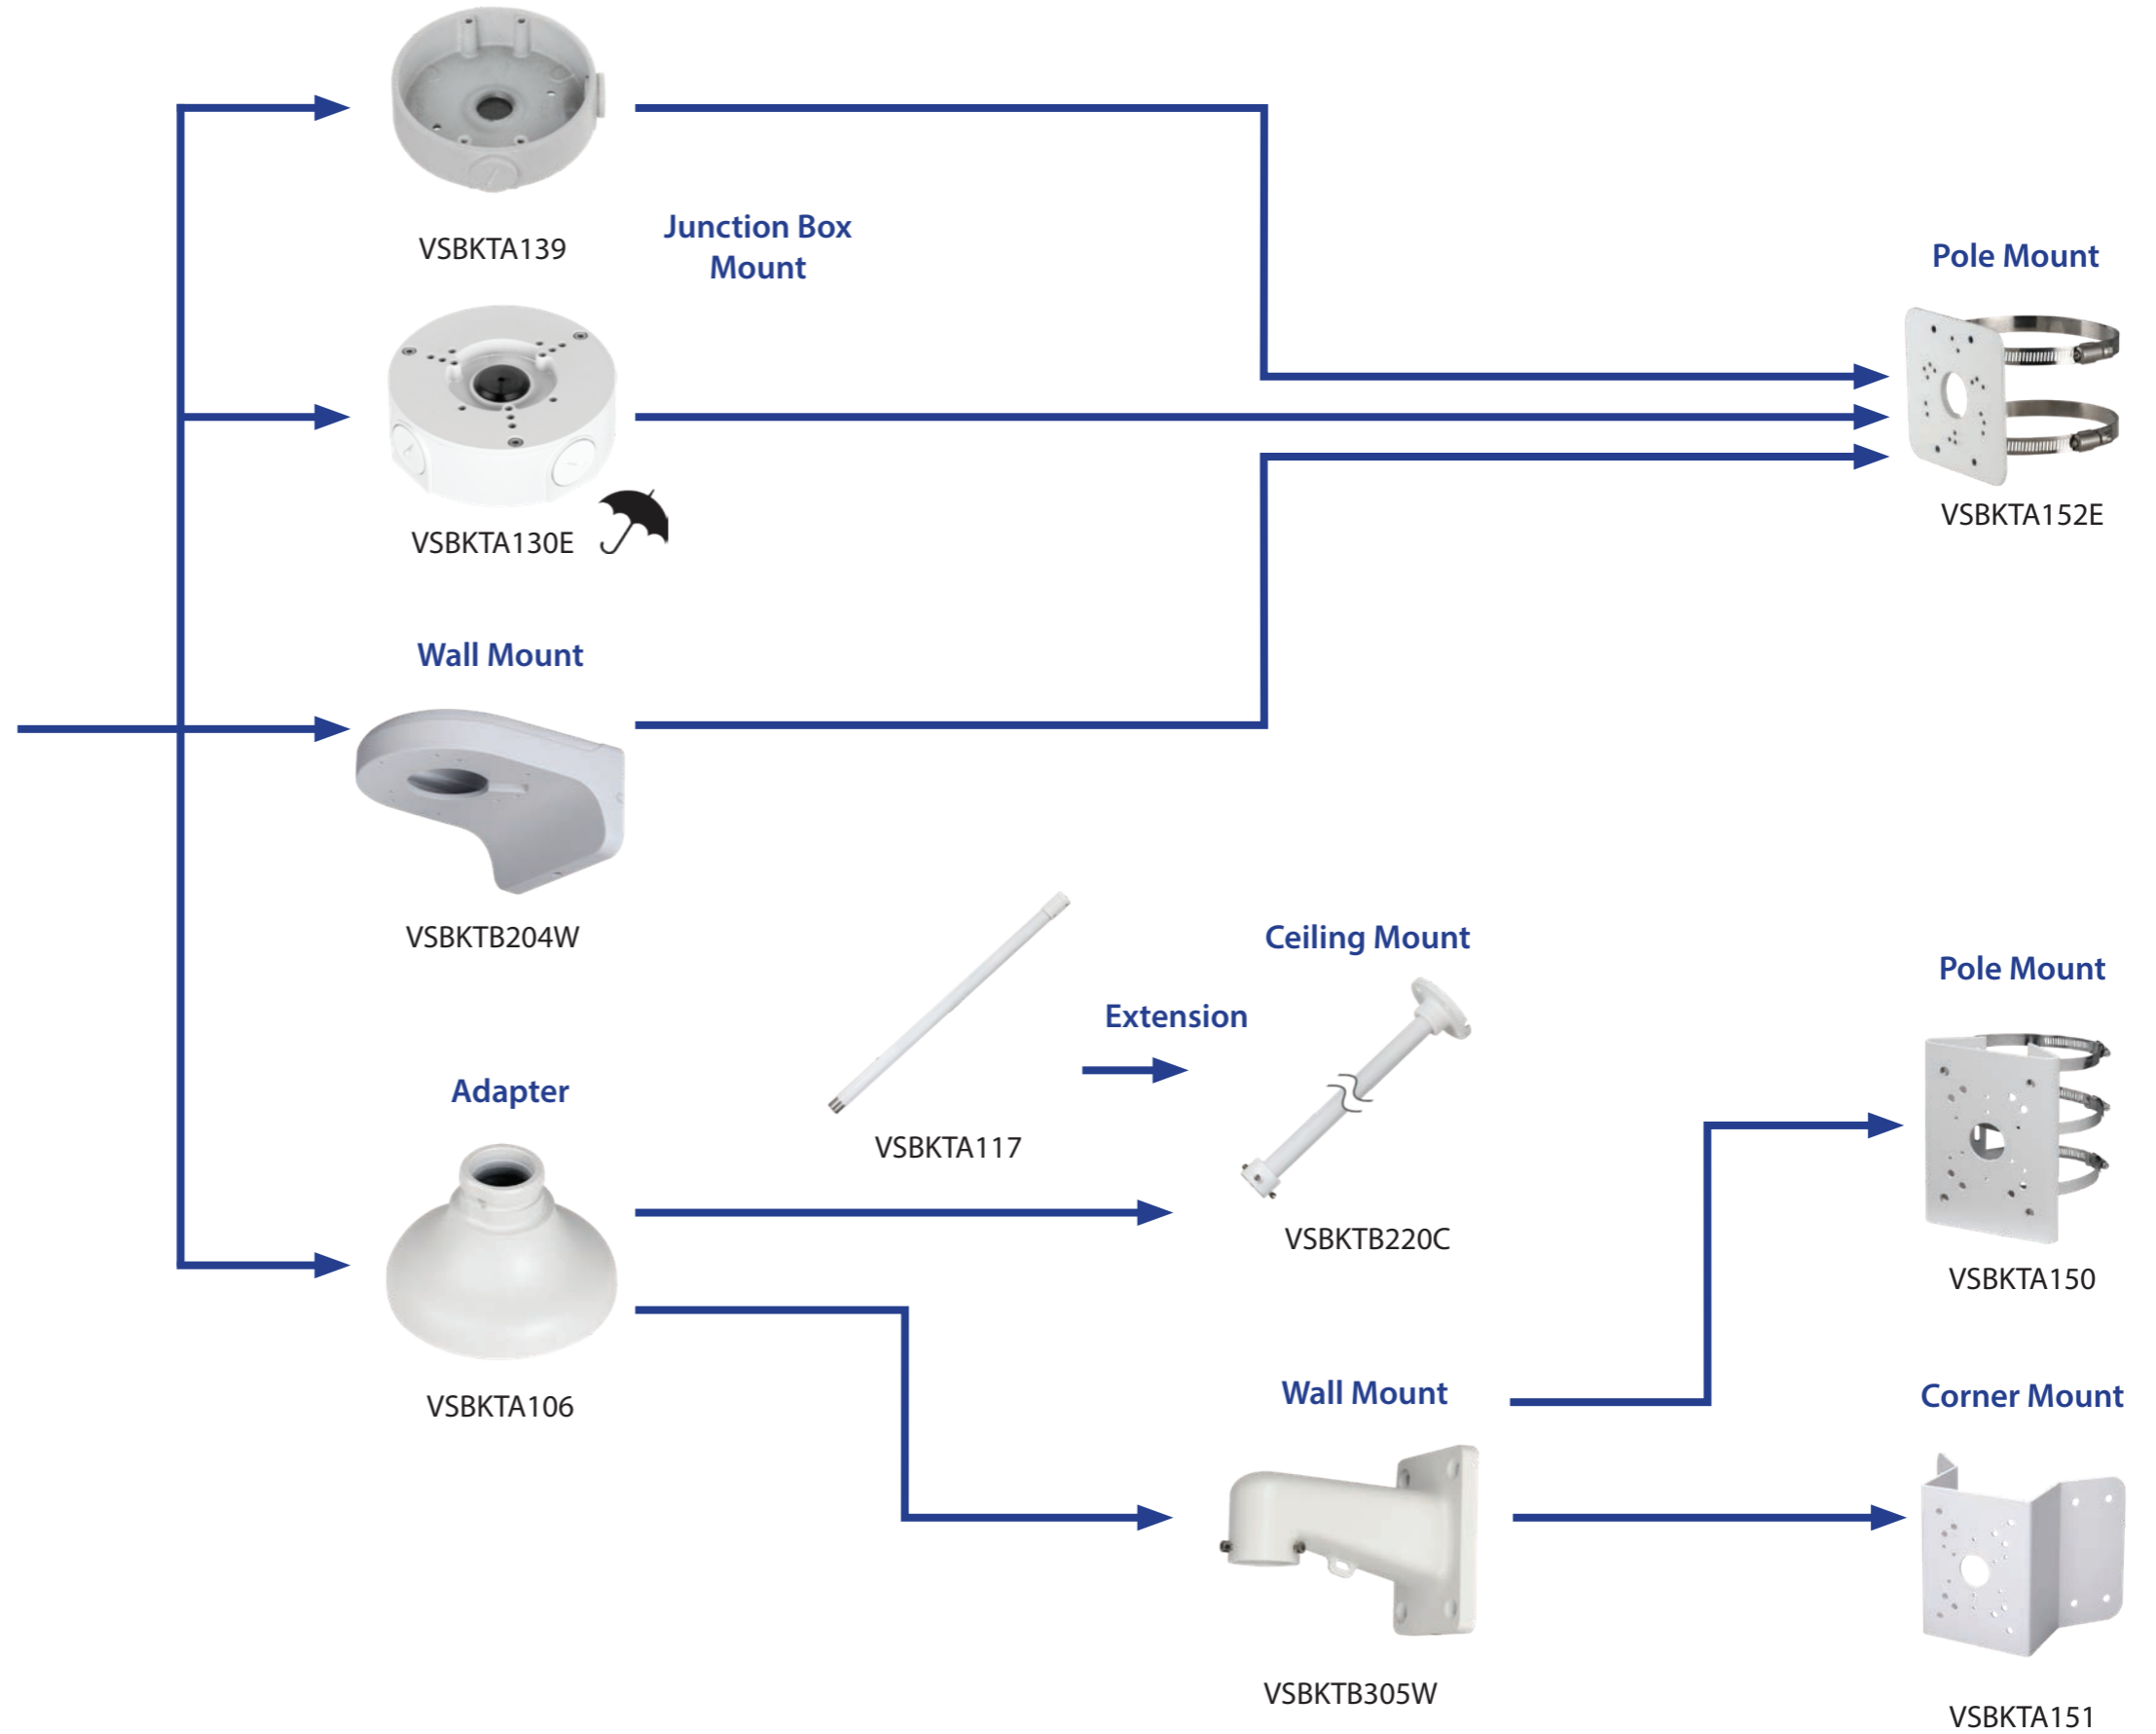 VSBKTA139
Junction Box
Mount
Pole Mount
VSBKTA130E
VSBKTA152E
Wall Mount
VSBKTB204W
Ceiling Mount
Pole Mount
Extension
Adapter
VSBKTA117
VSBKTB220C
VSBKTA150
VSBKTA106
Wall Mount
Corner Mount
VSBKTB305W
VSBKTA151